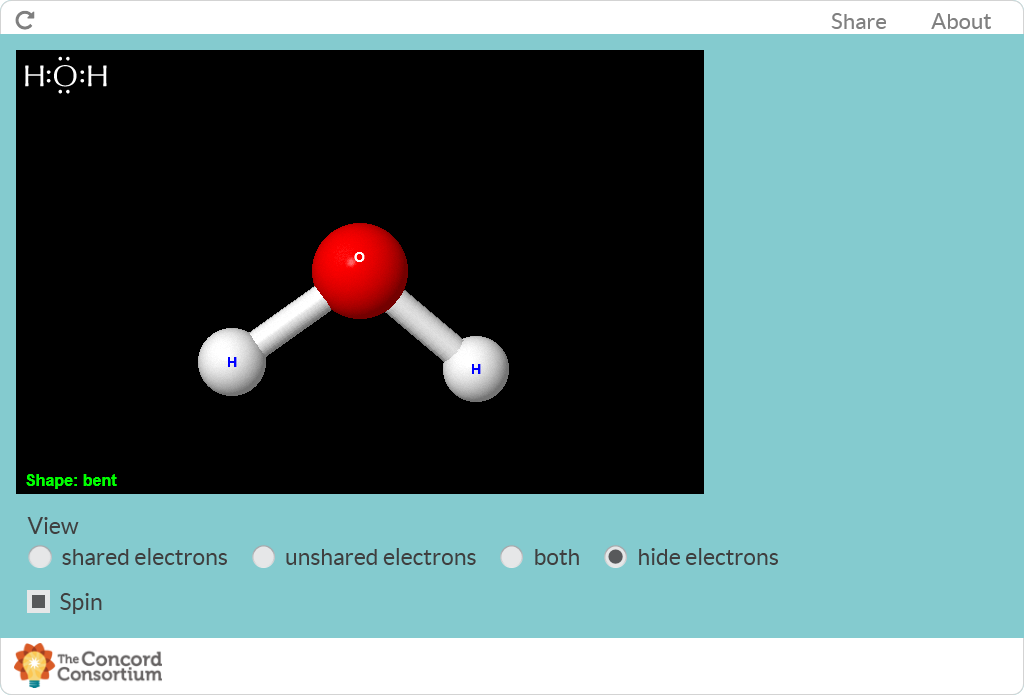 Share About
H:Ö:H
O
H H
Shape: bent
View
shared electrons unshared electrons both hide electrons
Spin
The Concord
Consortium